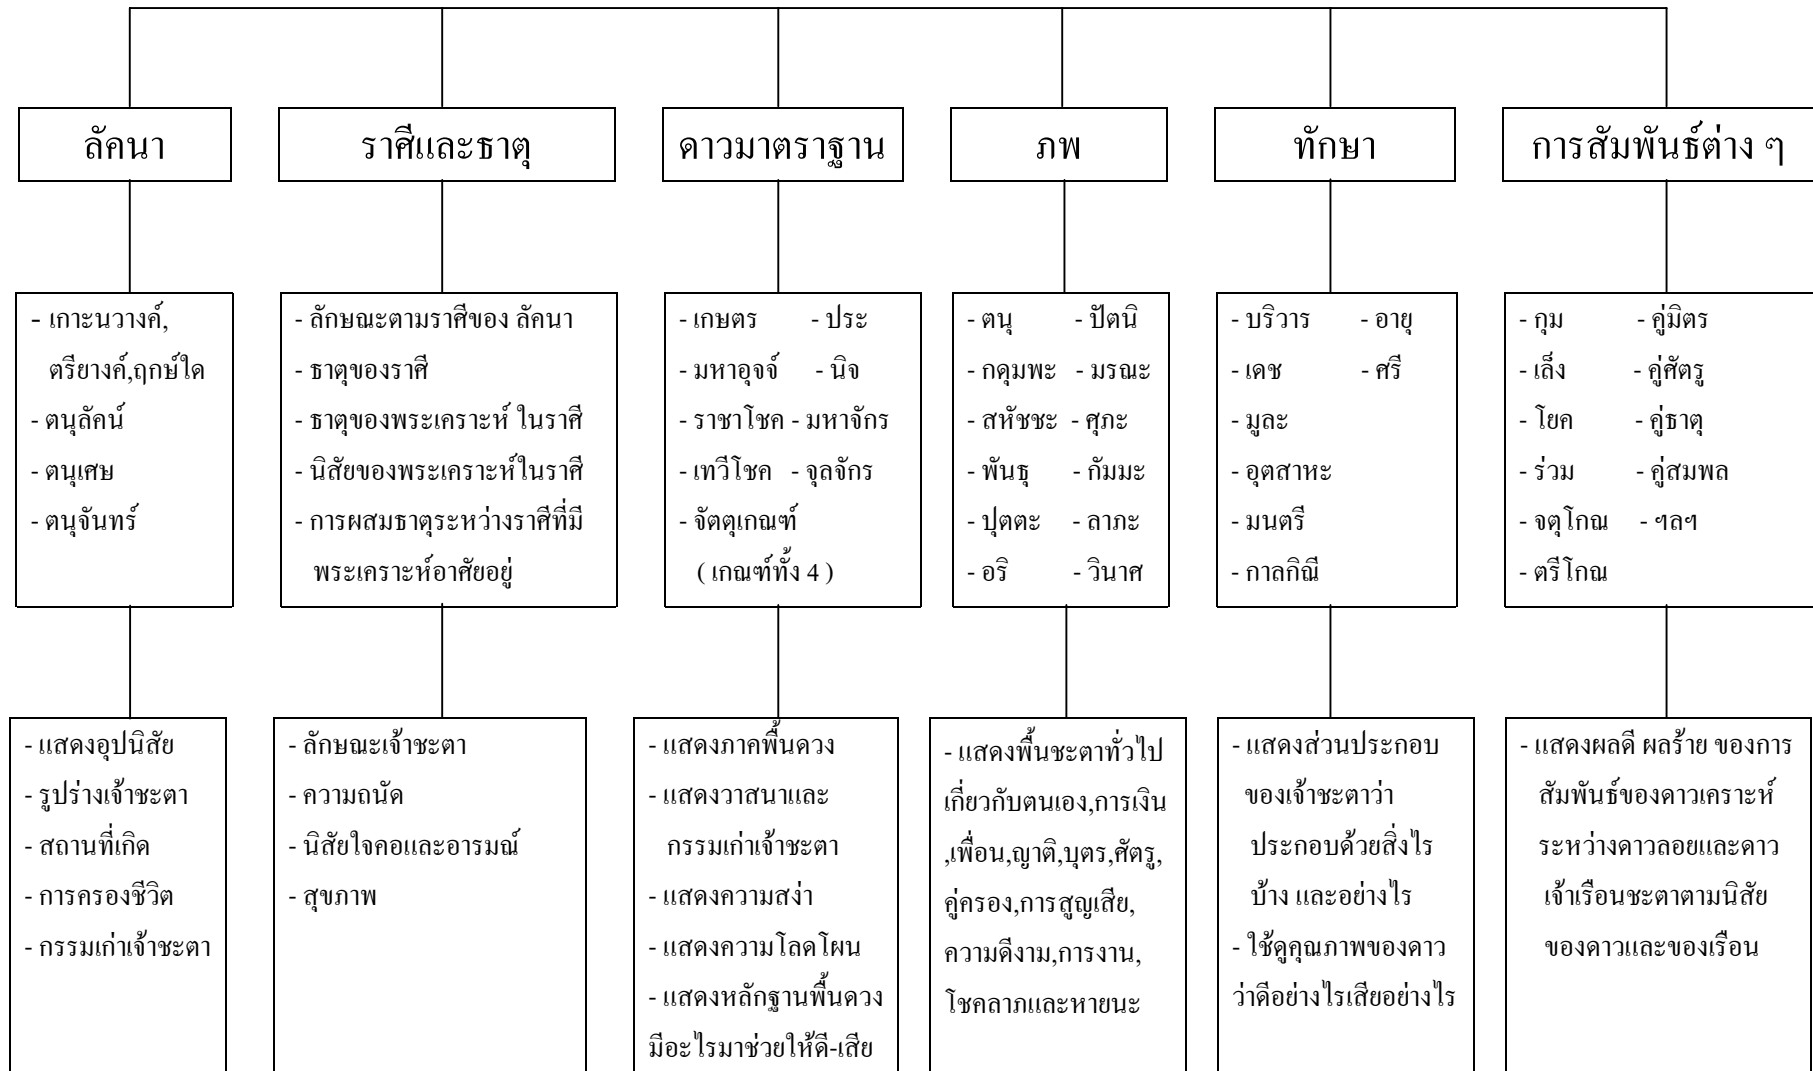 ลัคนา
ราศีและธาตุ
ดาวมาตราฐาน
ภพ
ทักษา
การสัมพันธ์ต่าง ๆ
- เกาะนวางค์,
ตรียางค์,ฤกษ์ใด
- ตนุลัคน์
- ตนุเศษ
- ตนุจันทร์
- ลักษณะตามราศีของ ลัคนา
- ธาตุของราศี
- ธาตุของพระเคราะห์ ในราศี
- นิสัยของพระเคราะห์ในราศี
- การผสมธาตุระหว่างราศีที่มี
พระเคราะห์อาศัยอยู่
- เกษตร - ประ
- มหาอุจจ์ - นิจ
- ราชาโชค - มหาจักร
- เทวีโชค - จุลจักร
- จัตตุเกณฑ์
( เกณฑ์ทั้ง 4 )
- ตนุ - ปัตนิ
- กดุมพะ - มรณะ
- สหัชชะ - ศุภะ
- พันธุ - กัมมะ
- ปุตตะ - ลาภะ
- อริ - วินาศ
- บริวาร - อายุ
- เดช - ศรี
- มูละ
- อุตสาหะ
- มนตรี
- กาลกิณี
- กุม - คู่มิตร
- เล็ง - คู่ศัตรู
- โยค - คู่ธาตุ
- ร่วม - คู่สมพล
- จตุโกณ - ฯลฯ
- ตรีโกณ
- แสดงอุปนิสัย
- รูปร่างเจ้าชะตา
- สถานที่เกิด
- การครองชีวิต
- กรรมเก่าเจ้าชะตา
- ลักษณะเจ้าชะตา
- ความถนัด
- นิสัยใจคอและอารมณ์
- สุขภาพ
- แสดงภาคพื้นดวง
- แสดงวาสนาและ
กรรมเก่าเจ้าชะตา
- แสดงความสง่า
- แสดงความโลดโผน
- แสดงหลักฐานพื้นดวง
มีอะไรมาช่วยให้ดี-เสีย
- แสดงพื้นชะตาทั่วไป
เกี่ยวกับตนเอง,การเงิน
,เพื่อน,ญาติ,บุตร,ศัตรู,
คู่ครอง,การสูญเสีย,
ความดีงาม,การงาน,
โชคลาภและหายนะ
- แสดงส่วนประกอบ
ของเจ้าชะตาว่า
ประกอบด้วยสิ่งไร
บ้าง และอย่างไร
- ใช้ดูคุณภาพของดาว
ว่าดีอย่างไรเสียอย่างไร
- แสดงผลดี ผลร้าย ของการ
สัมพันธ์ของดาวเคราะห์
ระหว่างดาวลอยและดาว
เจ้าเรือนชะตาตามนิสัย
ของดาวและของเรือน